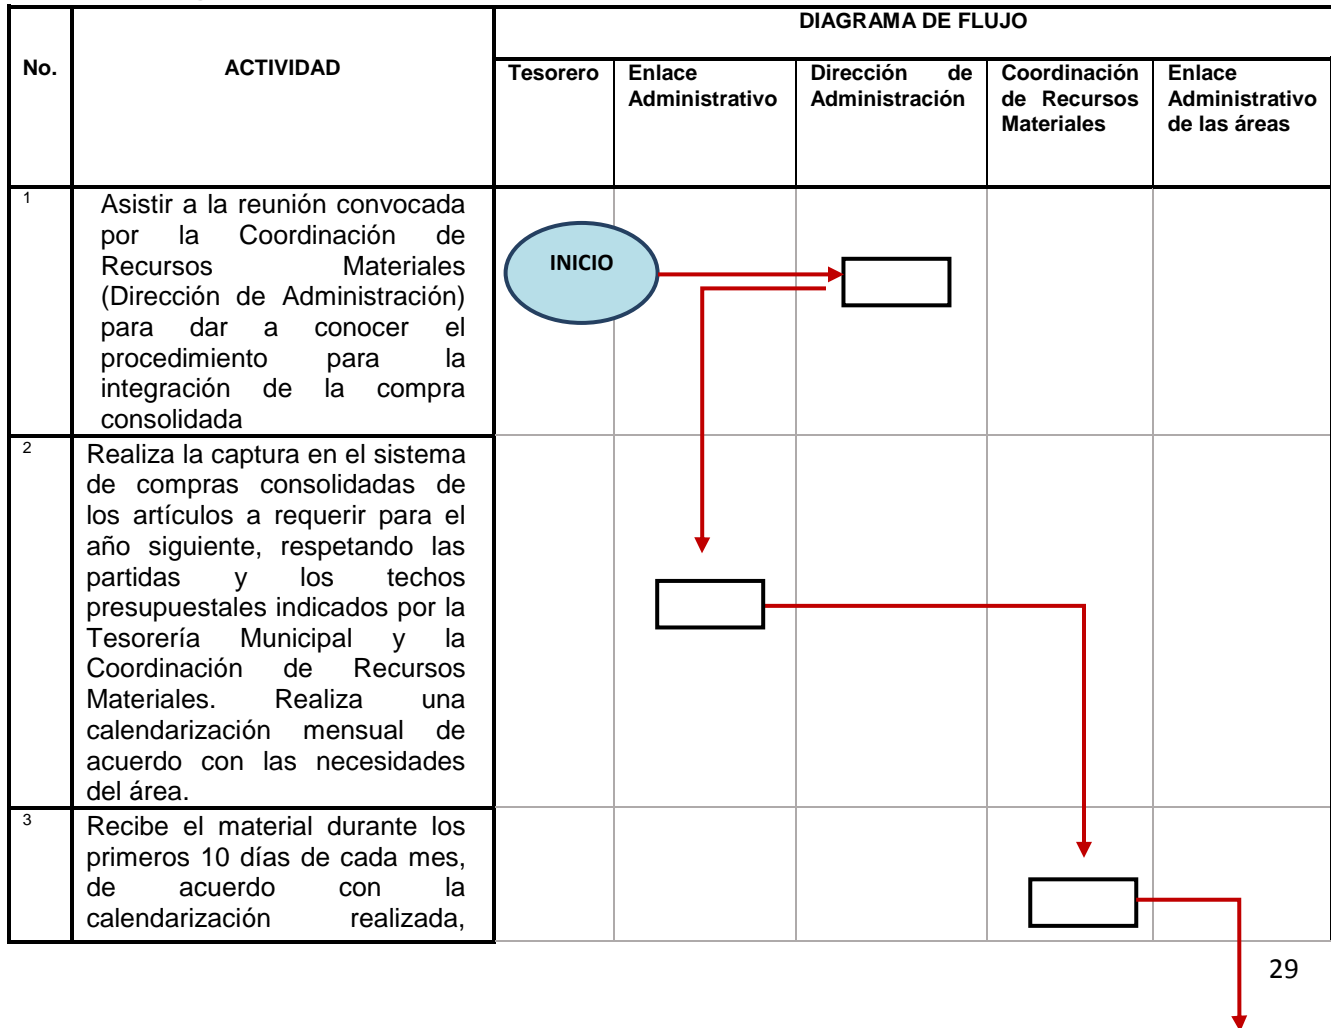 DIAGRAMA DE FLUJO
No.
ACTIVIDAD
Tesorero
Enlace
Administrativo
Dirección de
Administración
Coordinación
de Recursos
Materiales
Enlace
Administrativo
de las áreas
1
Asistir a la reunión convocada
por la Coordinación de
Recursos Materiales
(Dirección de Administración)
para dar a conocer el
procedimiento para la
integración de la compra
consolidada
INICIO
2
Realiza la captura en el sistema
de compras consolidadas de
los artículos a requerir para el
año siguiente, respetando las
partidas y los techos
presupuestales indicados por la
Tesorería Municipal y la
Coordinación de Recursos
Materiales. Realiza una
calendarización mensual de
acuerdo con las necesidades
del área.
3
Recibe el material durante los
primeros 10 días de cada mes,
de acuerdo con la
calendarización realizada,
29